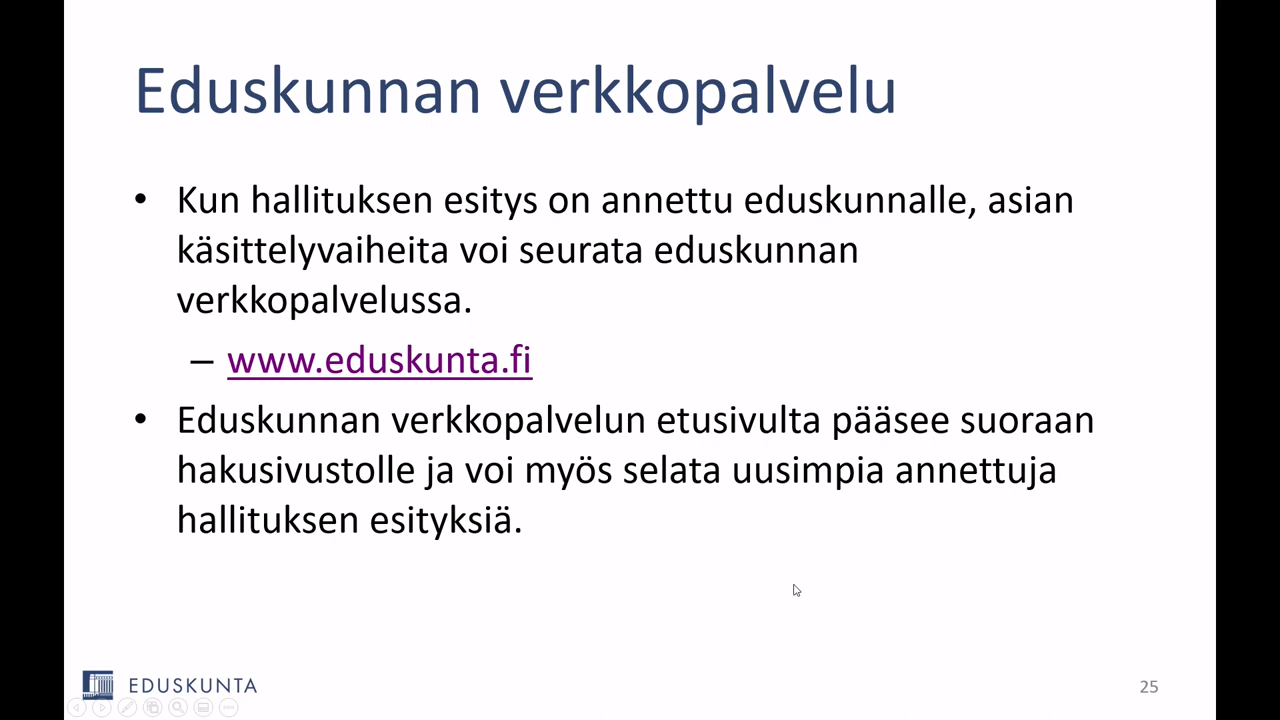 Eduskunnan verkkopalvelu
• Kun hallituksen esitys on annettu eduskunnalle, asian
käsittelyvaiheita voi seurata eduskunnan
verkkopalvelussa.
– www.eduskunta.fi
• Eduskunnan verkkopalvelun etusivulta pääsee suoraan
hakusivustolle ja voi myös selata uusimpia annettuja
hallituksen esityksiä.
EDUSKUNTA
25